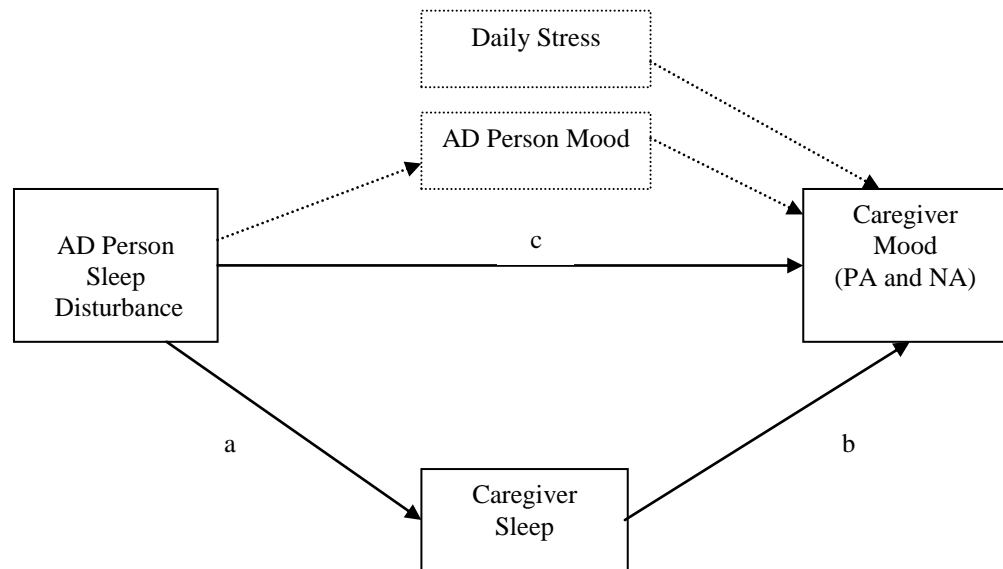 Daily Stress
AD Person Mood
AD Person
Sleep
Disturbance
c
Caregiver
Mood
(PA and NA)
a
b
Caregiver
Sleep